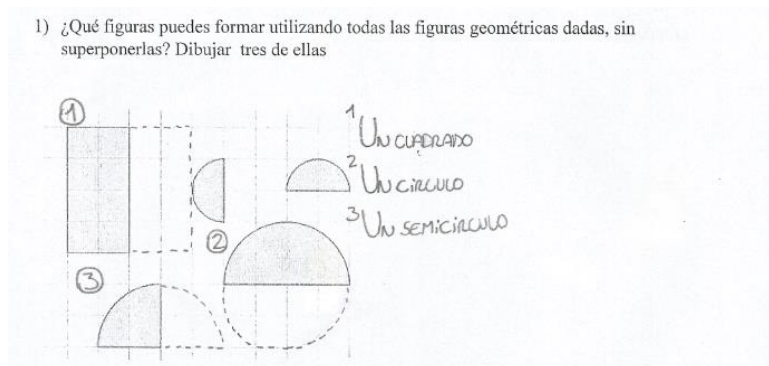 1) ¿Qué figuras puedes formar utilizando todas las figuras geométricas dadas, sin
superponerlas? Dibujar tres de ellas
1
1 UN CUADRADO
2 UN CIRCULO
3 UN SEMICIRCULO
2
3